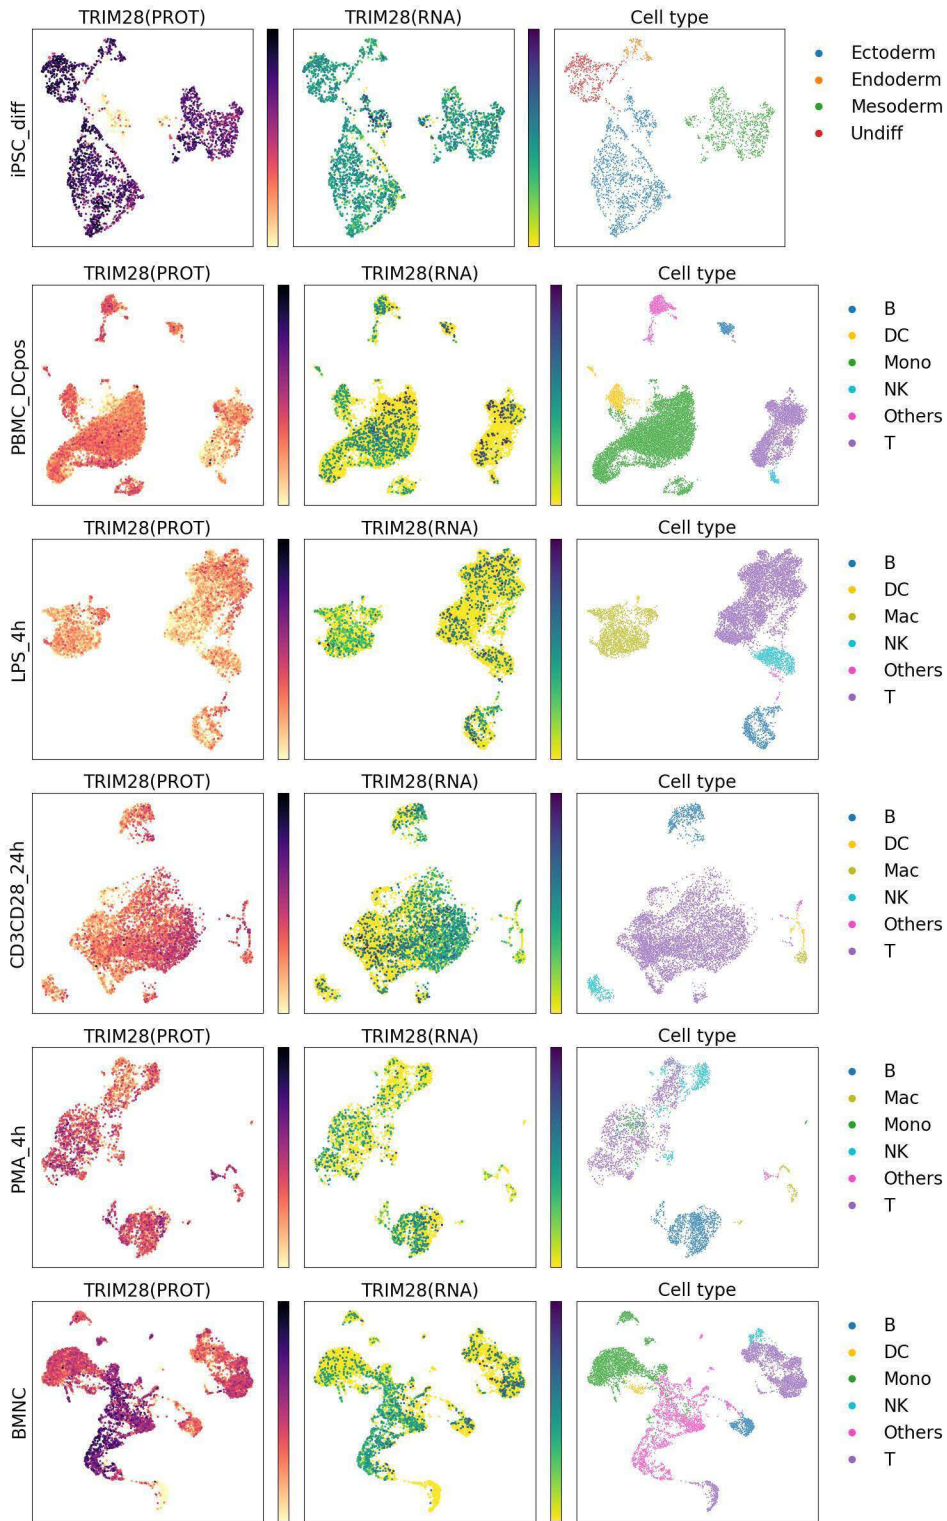 TRIM28(PROT) TRIM28(RNA) Cell type
iPSC_diff
Ectoderm
Endoderm
Mesoderm
Undiff
TRIM28(PROT) TRIM28(RNA) Cell type
PBMC_DCpos
B
DC
Mono
NK
Others
T
TRIM28(PROT) TRIM28(RNA) Cell type
LPS_4h
B
DC
Mac
NK
Others
T
TRIM28(PROT) TRIM28(RNA) Cell type
CD3CD28_24h
B
DC
Mac
NK
Others
T
TRIM28(PROT) TRIM28(RNA) Cell type
PMA_4h
B
Mac
Mono
NK
Others
T
TRIM28(PROT) TRIM28(RNA) Cell type
BMNC
B
DC
Mono
NK
Others
T